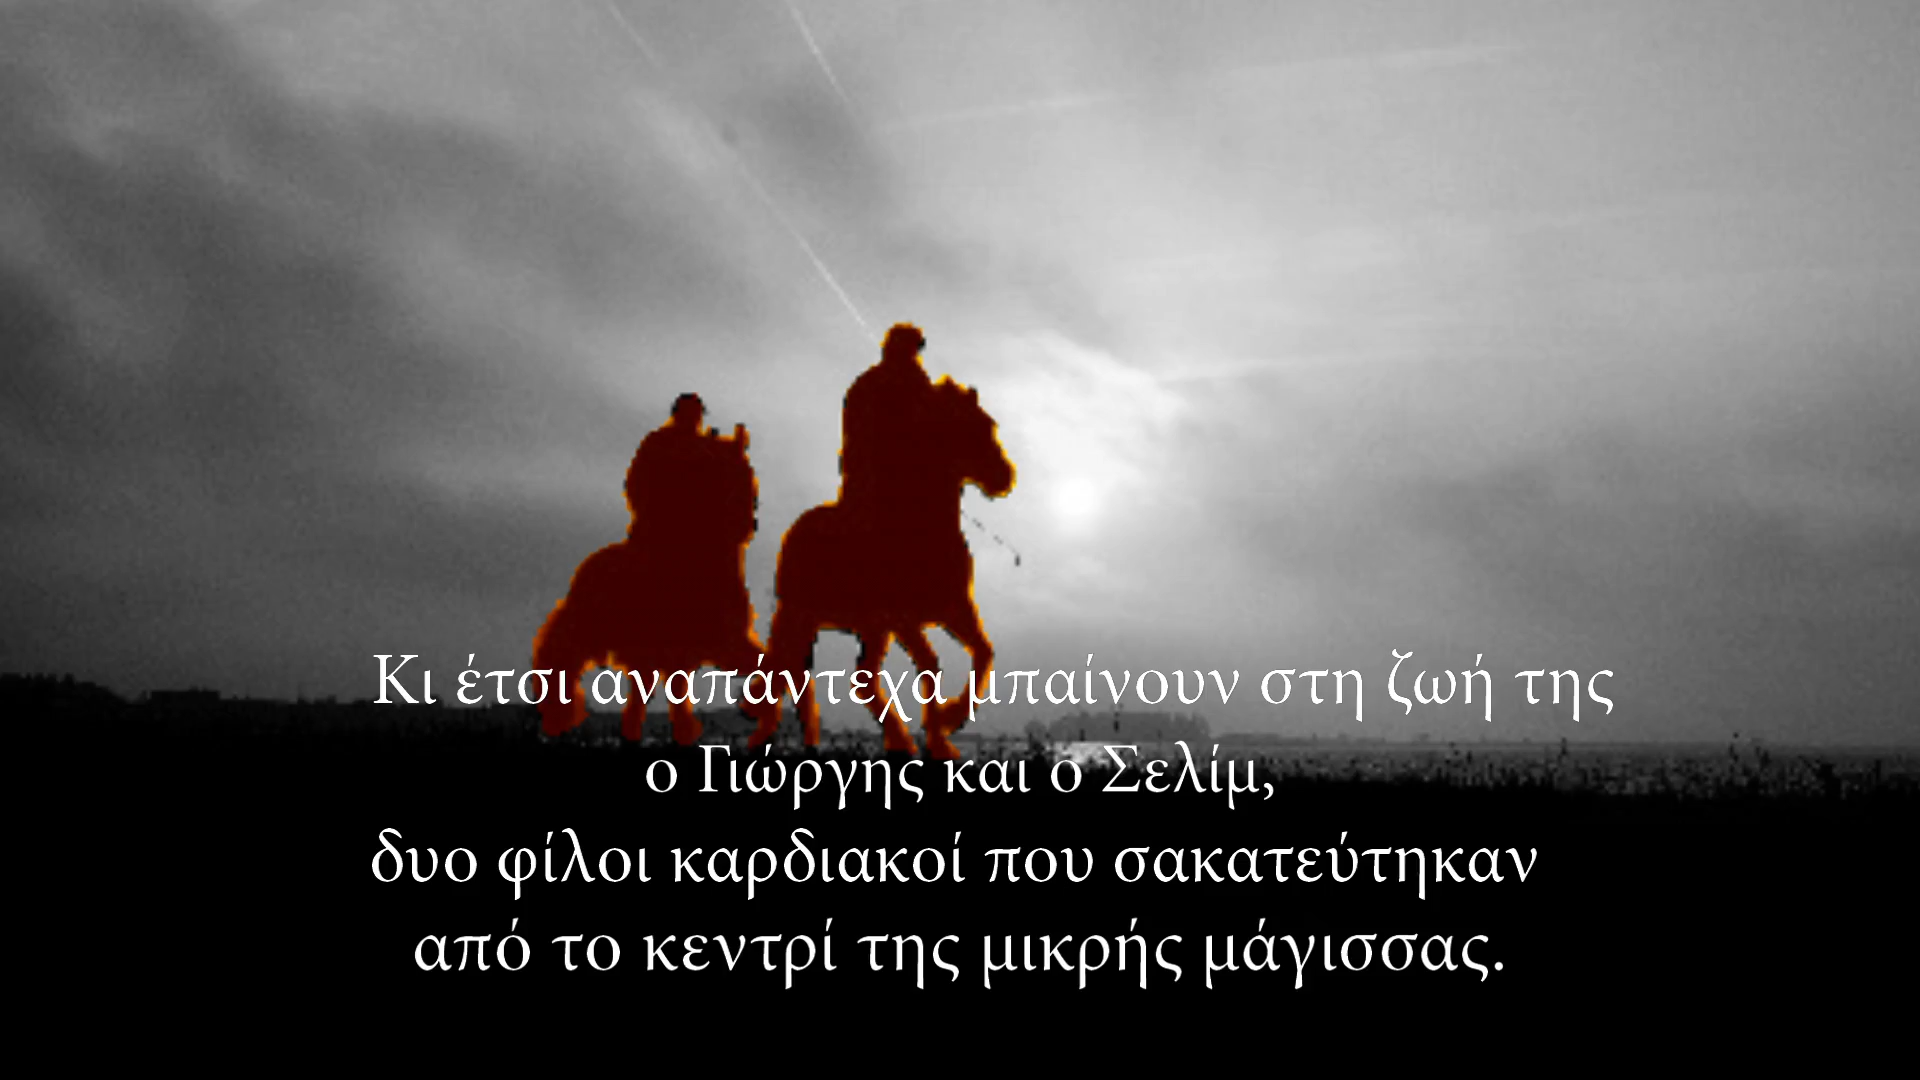 Κι έτσι αναπάντεχα μπαίνουν στη ζωή της
ο Γιώργης και ο Σελίμ,
δυο φίλοι καρδιακοί που σακατεύτηκαν
από το κεντρί της μικρής μάγισσας.